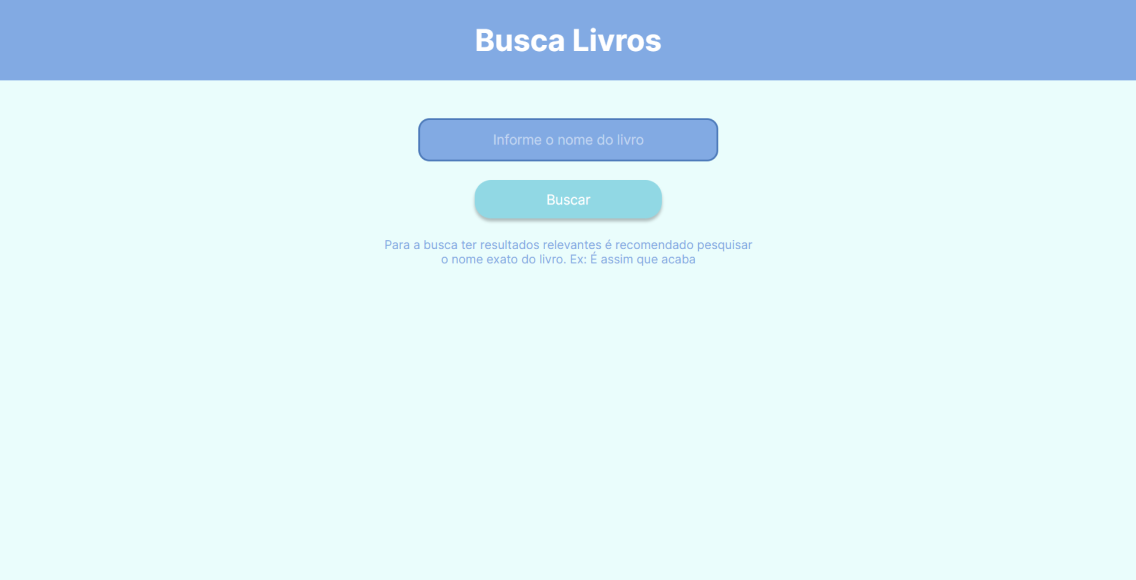 Busca Livros
Informe o nome do livro
Buscar
Para a busca ter resultados relevantes é recomendado pesquisar
o nome exato do livro. Ex: É assim que acaba